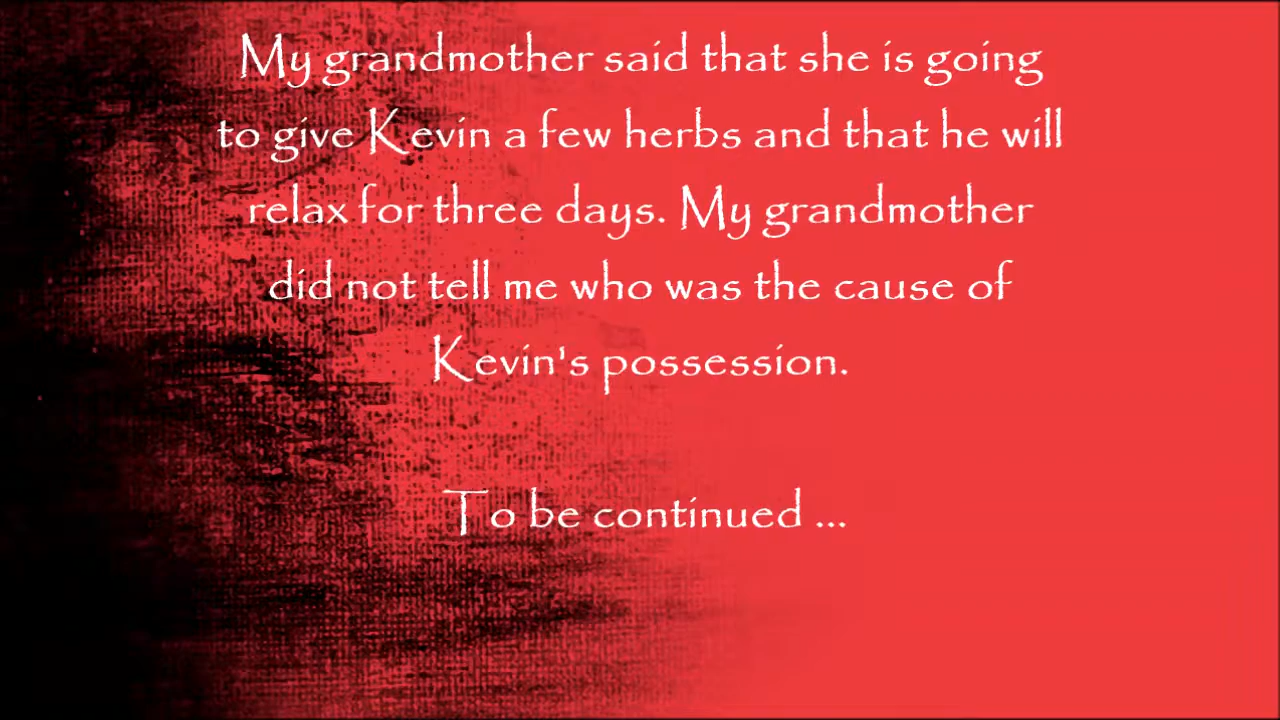 My grandmother said that she is going
to give Kevin a few herbs and that he will
relax for three days. My grandmother
did not tell me who was the cause of
Kevin's possession.
To be continued ...